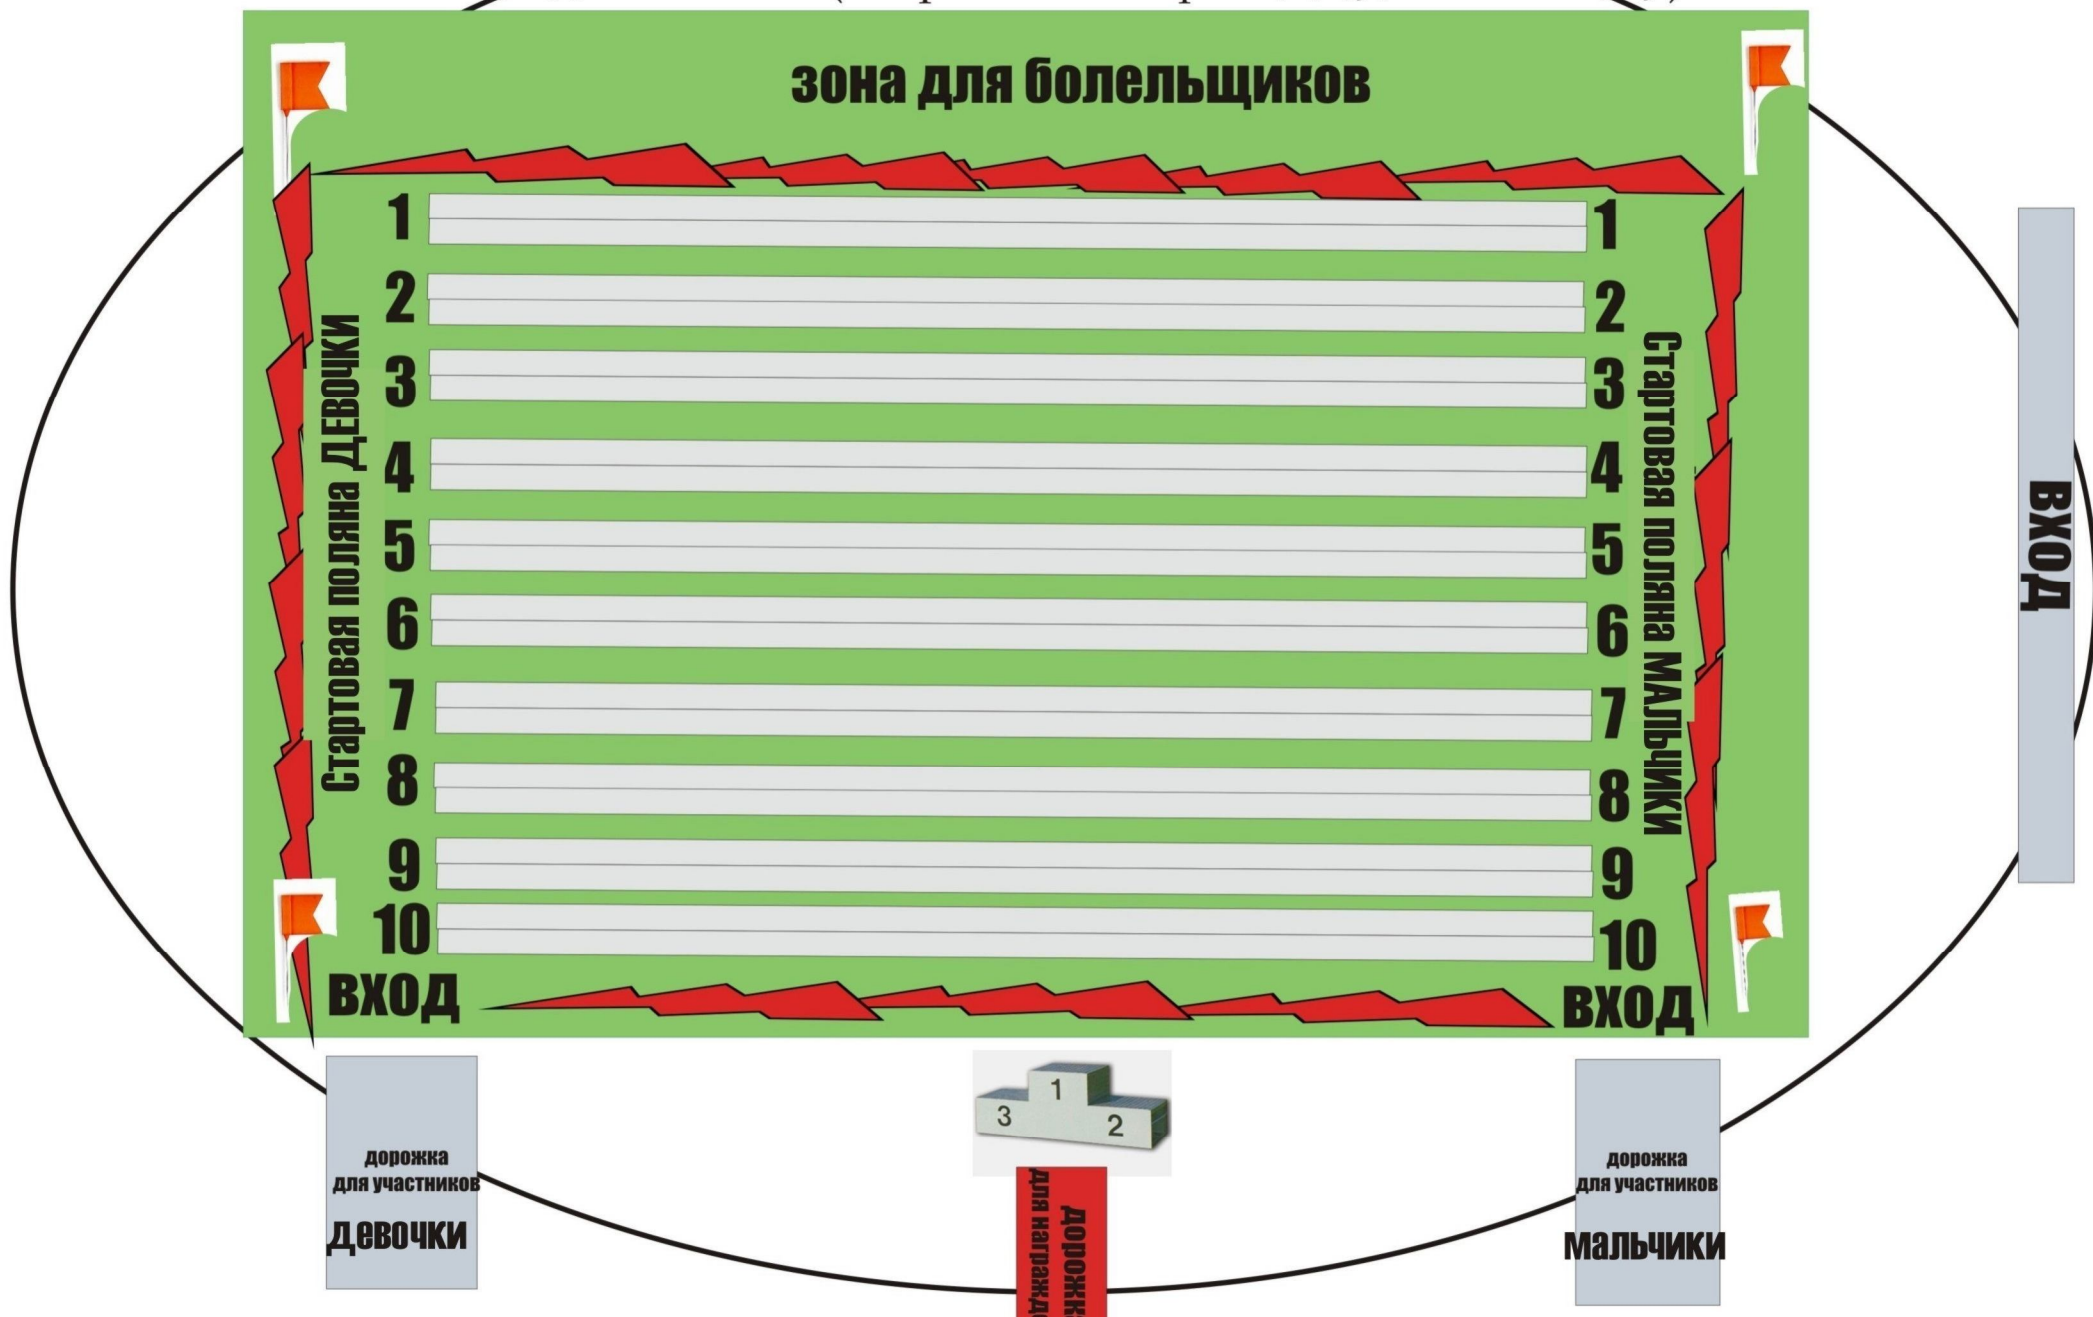 зона для болельщиков
1 1
2 2
3 3
4 4
5 5
6 6
7 7
8 8
9 9
10 10
Стартовая поляна ДЕВОЧКИ
Стартовая поляна МАЛЬЧИКИ
ВХОД
ВХОД
ВХОД
1
3
2
дорожка
для участников
девочки
дорожка
для участников
мальчики